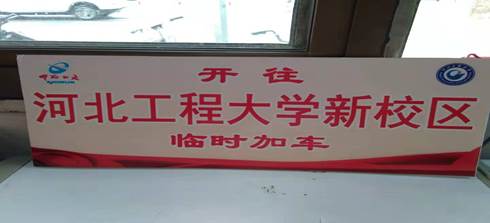 开往
河北工程大学新校区
临时加车